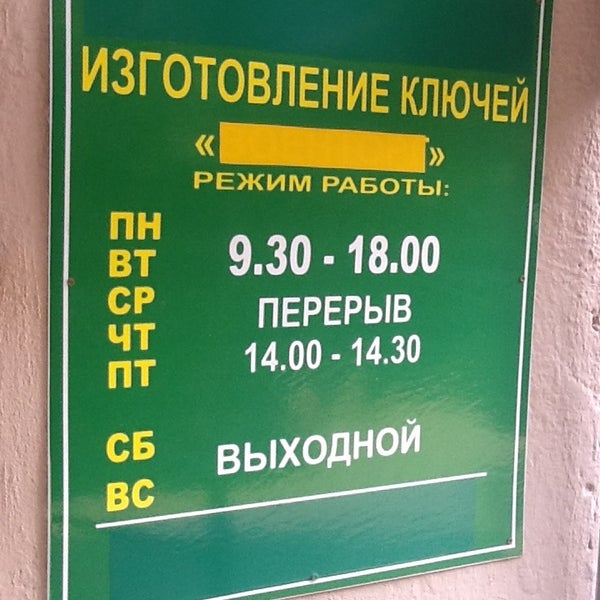 ИЗГОТОВЛЕНИЕ КЛЮЧЕЙ
« »
РЕЖИМ РАБОТЫ:
ПН
ВТ
СР
ЧТ
ПТ
9.30 - 18.00
ПЕРЕРЫВ
14.00 - 14.30
СБ
ВС
ВЫХОДНОЙ